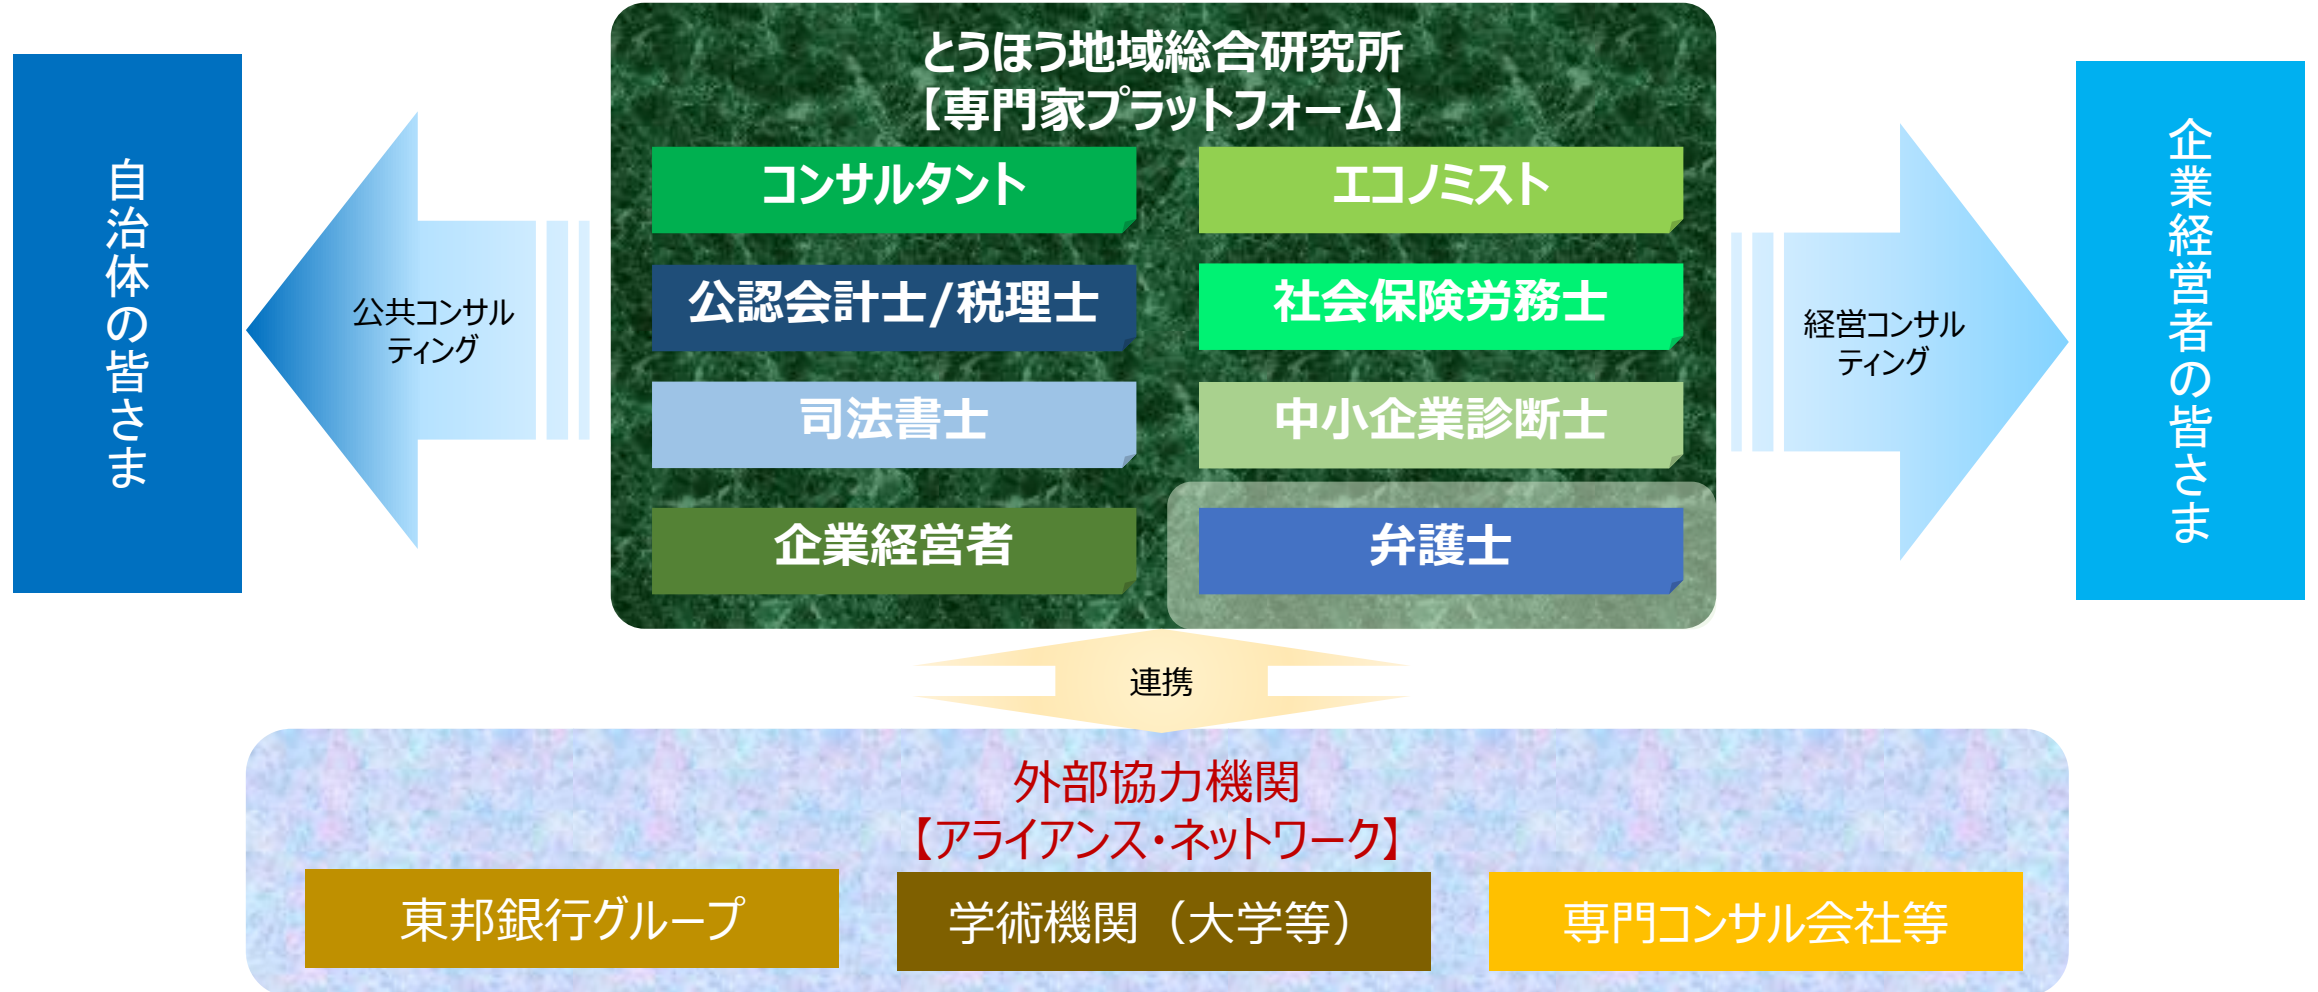 とうほう地域総合研究所
【専門家プラットフォーム】
自治体の皆さま
公共コンサル
ティング
コンサルタント
エコノミスト
公認会計士/税理士
社会保険労務士
司法書士
中小企業診断士
企業経営者
弁護士
経営コンサル
ティング
企業経営者の皆さま
連携
外部協力機関
【アライアンス・ネットワーク】
東邦銀行グループ
学術機関（大学等）
専門コンサル会社等